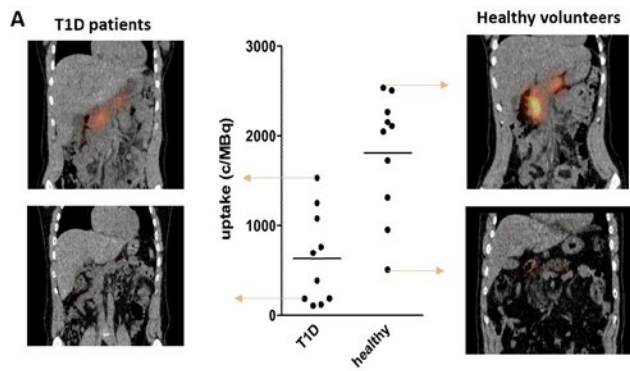 A
T1D patients
Healthy volunteers
3000
2000
1000
0
uptake (c/MBq)
T1D
healthy